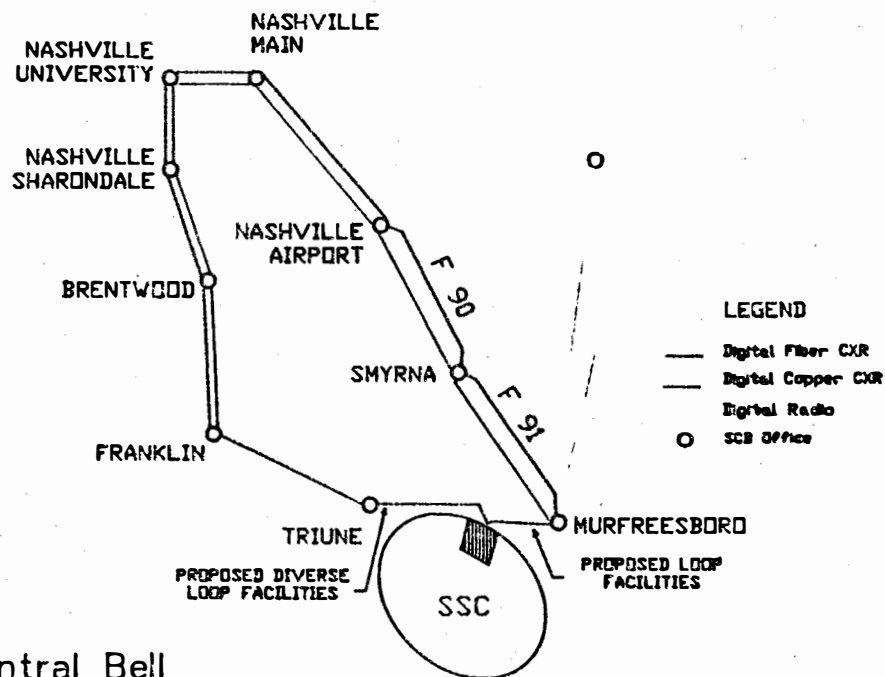 NASHVILLE
MAIN
NASHVILLE
UNIVERSITY
NASHVILLE
SHARONDALE
NASHVILLE
AIRPORT
BRENTWOOD
F 90
SMYRNA
F 91
FRANKLIN
TRIUNE
MURFREESBORO
PROPOSED DIVERSE
LOOP FACILITIES
PROPOSED LOOP
FACILITIES
SSC
LEGEND
Digital Fiber CXR
Digital Copper CXR
Digital Radio
SCB Office
ntral Bell